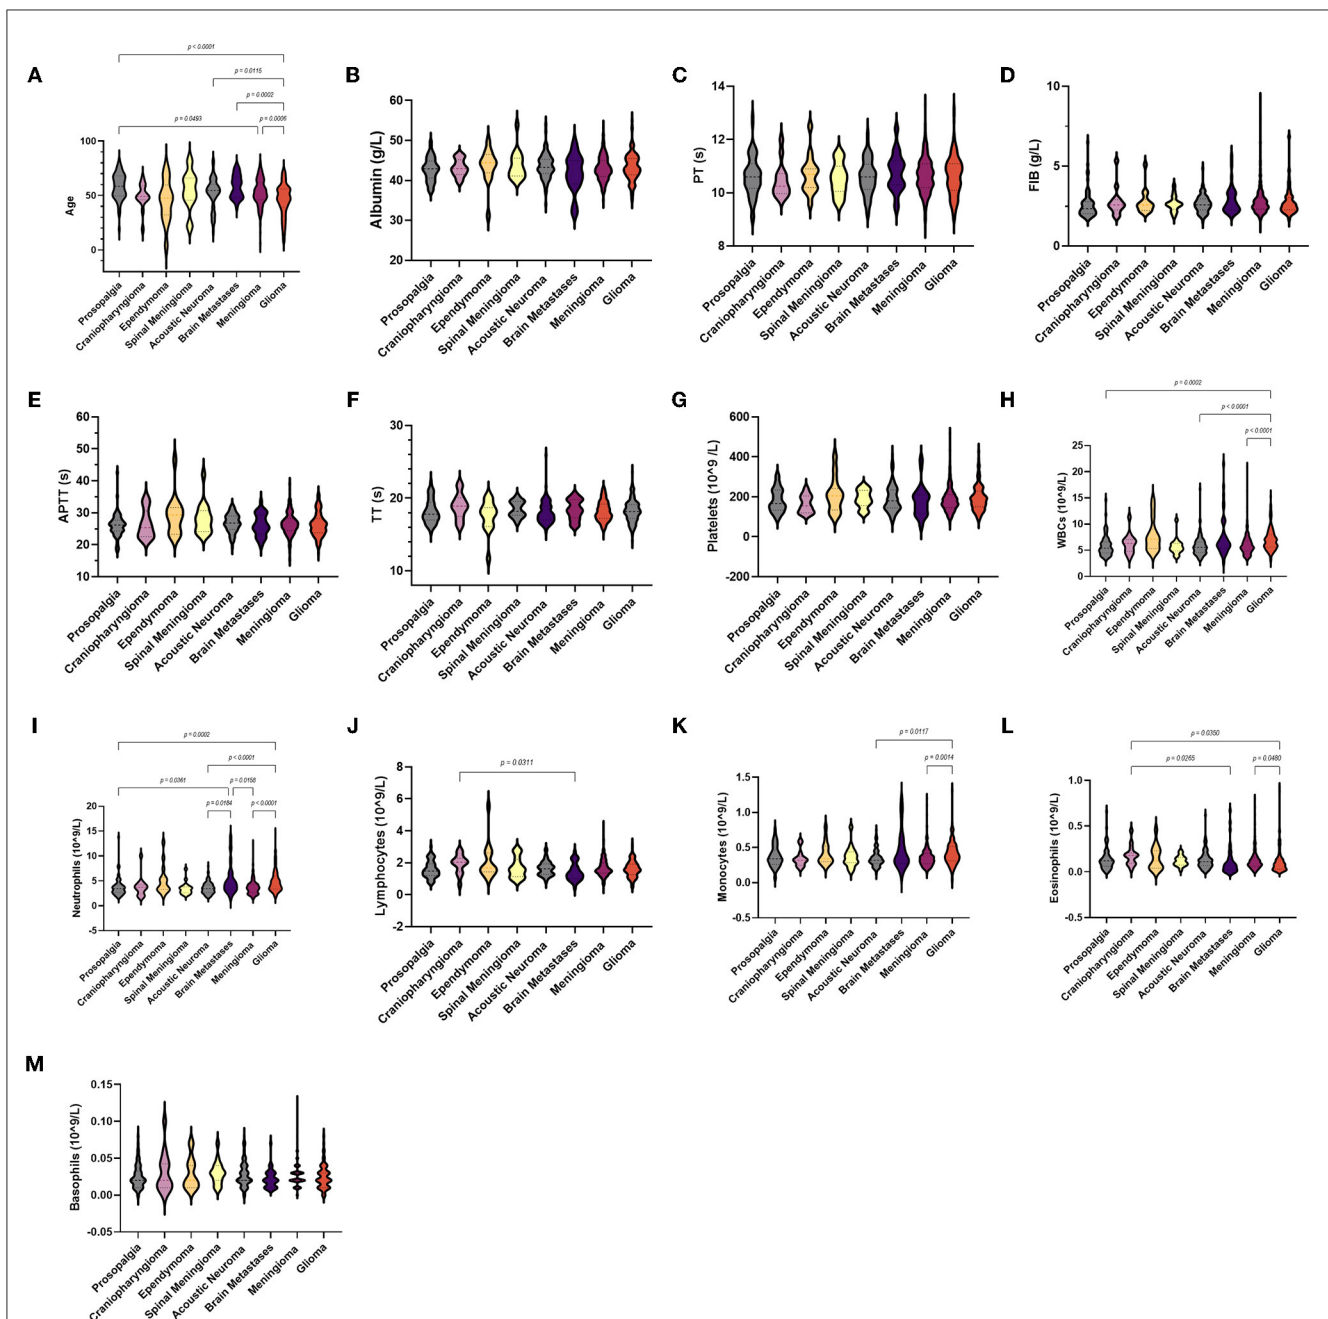 A
p < 0.0001
p = 0.0115
p = 0.0002
p = 0.0493
p = 0.0006
Age
100
50
0
Prosopalgia
Craniopharyngioma
Ependymoma
Spinal Meningioma
Acoustic Neuroma
Brain Metastases
Meningioma
Glioma
B
Albumin (g/L)
60
50
40
30
20
Prosopalgia
Craniopharyngioma
Ependymoma
Spinal Meningioma
Acoustic Neuroma
Brain Metastases
Meningioma
Glioma
C
PT (s)
14
12
10
8
Prosopalgia
Craniopharyngioma
Ependymoma
Spinal Meningioma
Acoustic Neuroma
Brain Metastases
Meningioma
Glioma
D
FIB (g/L)
10
5
0
Prosopalgia
Craniopharyngioma
Ependymoma
Spinal Meningioma
Acoustic Neuroma
Brain Metastases
Meningioma
Glioma
E
APTT (s)
60
50
40
30
20
10
Prosopalgia
Craniopharyngioma
Ependymoma
Spinal Meningioma
Acoustic Neuroma
Brain Metastases
Meningioma
Glioma
F
TT (s)
30
20
10
Prosopalgia
Craniopharyngioma
Ependymoma
Spinal Meningioma
Acoustic Neuroma
Brain Metastases
Meningioma
Glioma
G
Platelets (10^9 /L)
600
400
200
0
-200
Prosopalgia
Craniopharyngioma
Ependymoma
Spinal Meningioma
Acoustic Neuroma
Brain Metastases
Meningioma
Glioma
H
p = 0.0002
p < 0.0001
p < 0.0001
WBCs (10^9/L)
25
20
15
10
5
0
Prosopalgia
Craniopharyngioma
Ependymoma
Spinal Meningioma
Acoustic Neuroma
Brain Metastases
Meningioma
Glioma
I
p = 0.0002
p < 0.0001
p = 0.0361
p = 0.0158
p = 0.0184
p < 0.0001
Neutrophils (10^9/L)
20
15
10
5
0
-5
Prosopalgia
Craniopharyngioma
Ependymoma
Spinal Meningioma
Acoustic Neuroma
Brain Metastases
Meningioma
Glioma
J
p = 0.0311
Lymphocytes (10^9/L)
8
6
4
2
0
-2
Prosopalgia
Craniopharyngioma
Ependymoma
Spinal Meningioma
Acoustic Neuroma
Brain Metastases
Meningioma
Glioma
K
p = 0.0117
p = 0.0014
Monocytes (10^9/L)
1.5
1.0
0.5
0.0
-0.5
Prosopalgia
Craniopharyngioma
Ependymoma
Spinal Meningioma
Acoustic Neuroma
Brain Metastases
Meningioma
Glioma
L
p = 0.0350
p = 0.0265
p = 0.0480
Eosinophils (10^9/L)
1.0
0.5
0.0
-0.5
Prosopalgia
Craniopharyngioma
Ependymoma
Spinal Meningioma
Acoustic Neuroma
Brain Metastases
Meningioma
Glioma
M
Basophils (10^9/L)
0.15
0.10
0.05
0.00
-0.05
Prosopalgia
Craniopharyngioma
Ependymoma
Spinal Meningioma
Acoustic Neuroma
Brain Metastases
Meningioma
Glioma